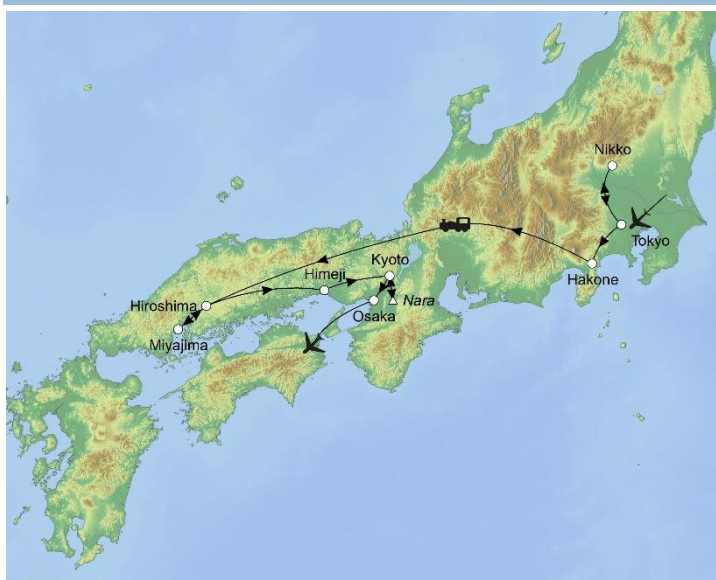 Nikko
Tokyo
Hakone
Kyoto
Himeji
Nara
Osaka
Hiroshima
Miyajima